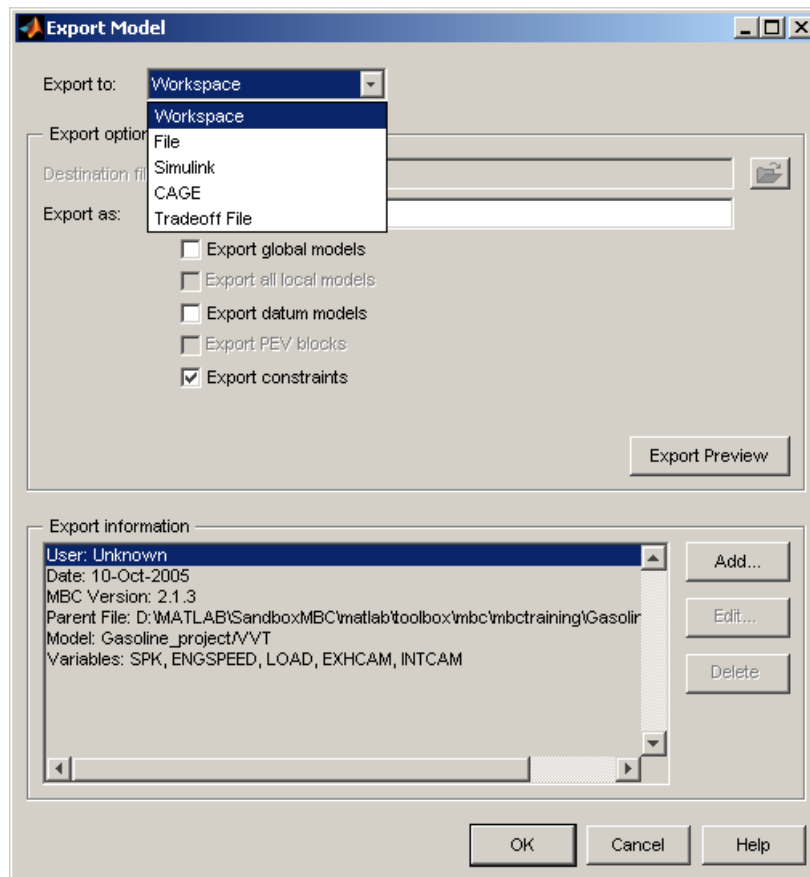 Export Model
Export to:
Workspace
Workspace
File
Simulink
CAGE
Tradeoff File
Export option
Destination fil
Export as:
Export global models
Export all local models
Export datum models
Export PEV blocks
Export constraints
Export Preview
Export information
User: Unknown
Date: 10-Oct-2005
MBC Version: 2.1.3
Parent File: D:\MATLAB\SandboxMBC\matlab\toolbox\mbc\mbctraining\Gasolin
Model: Gasoline_project/VVT
Variables: SPK, ENGSPEED, LOAD, EXHCAM, INTCAM
Add...
Edit...
Delete
OK Cancel Help